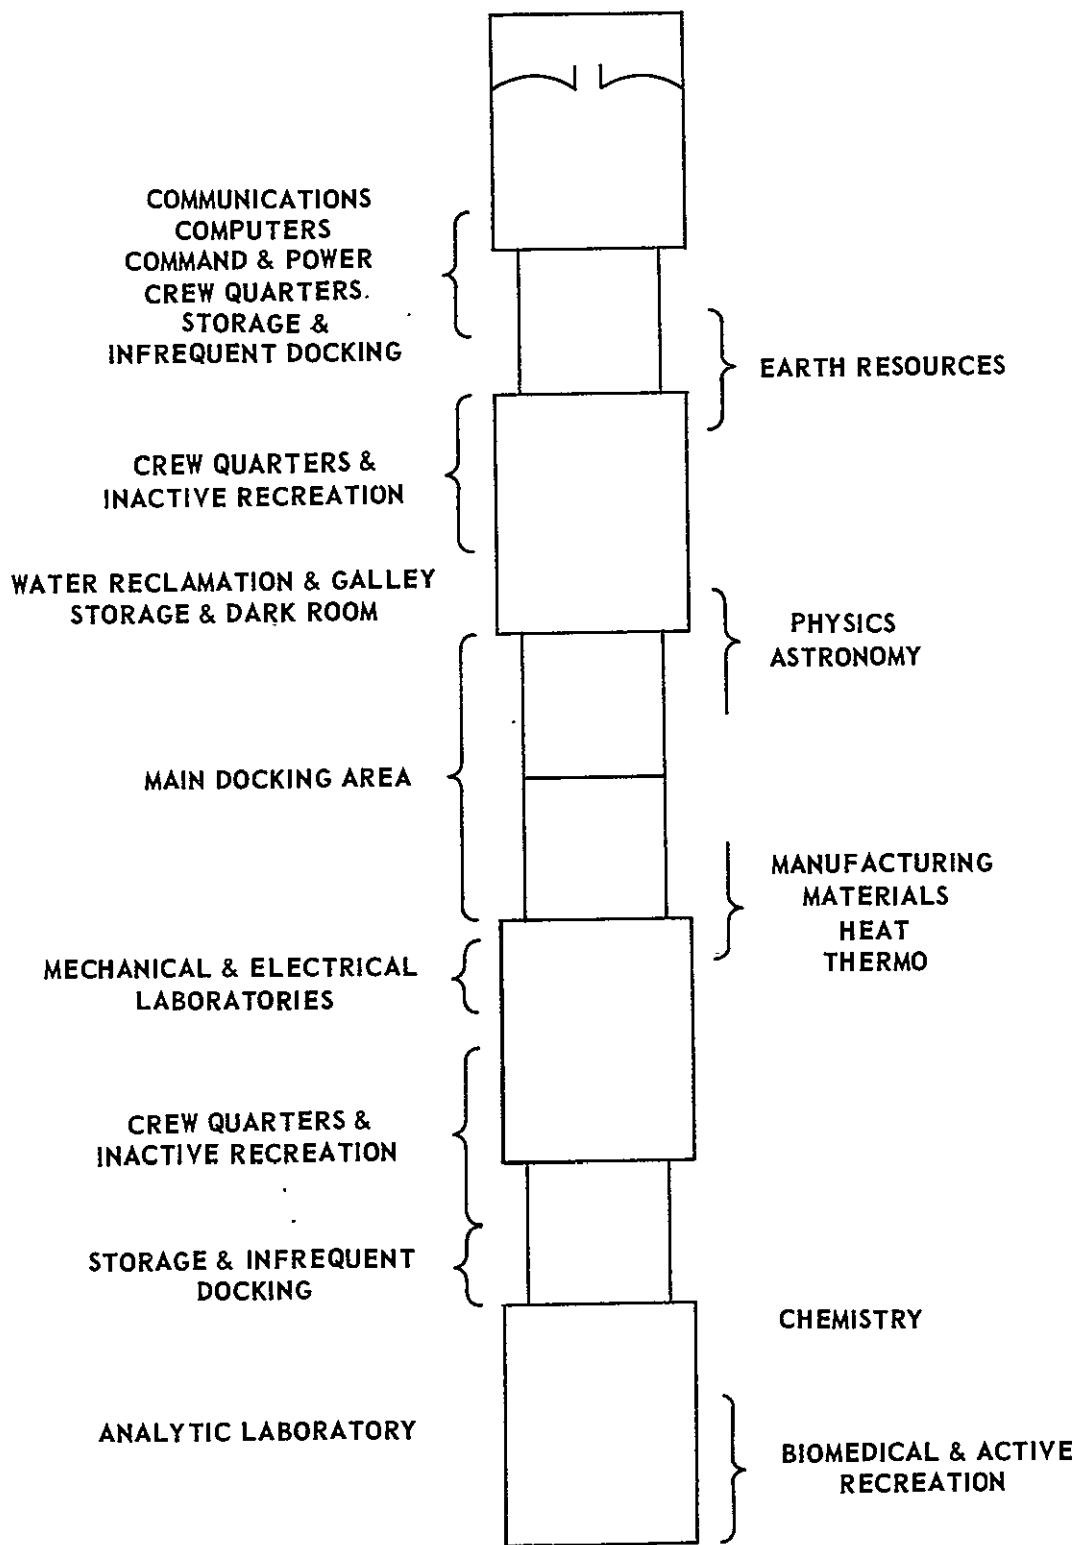 COMMUNICATIONS
COMPUTERS
COMMAND & POWER
CREW QUARTERS.
STORAGE &
INFREQUENT DOCKING
EARTH RESOURCES
CREW QUARTERS &
INACTIVE RECREATION
WATER RECLAMATION & GALLEY
STORAGE & DARK ROOM
PHYSICS
ASTRONOMY
MAIN DOCKING AREA
MANUFACTURING
MATERIALS
HEAT
THERMO
MECHANICAL & ELECTRICAL
LABORATORIES
CREW QUARTERS &
INACTIVE RECREATION
STORAGE & INFREQUENT
DOCKING
CHEMISTRY
ANALYTIC LABORATORY
BIOMEDICAL & ACTIVE
RECREATION